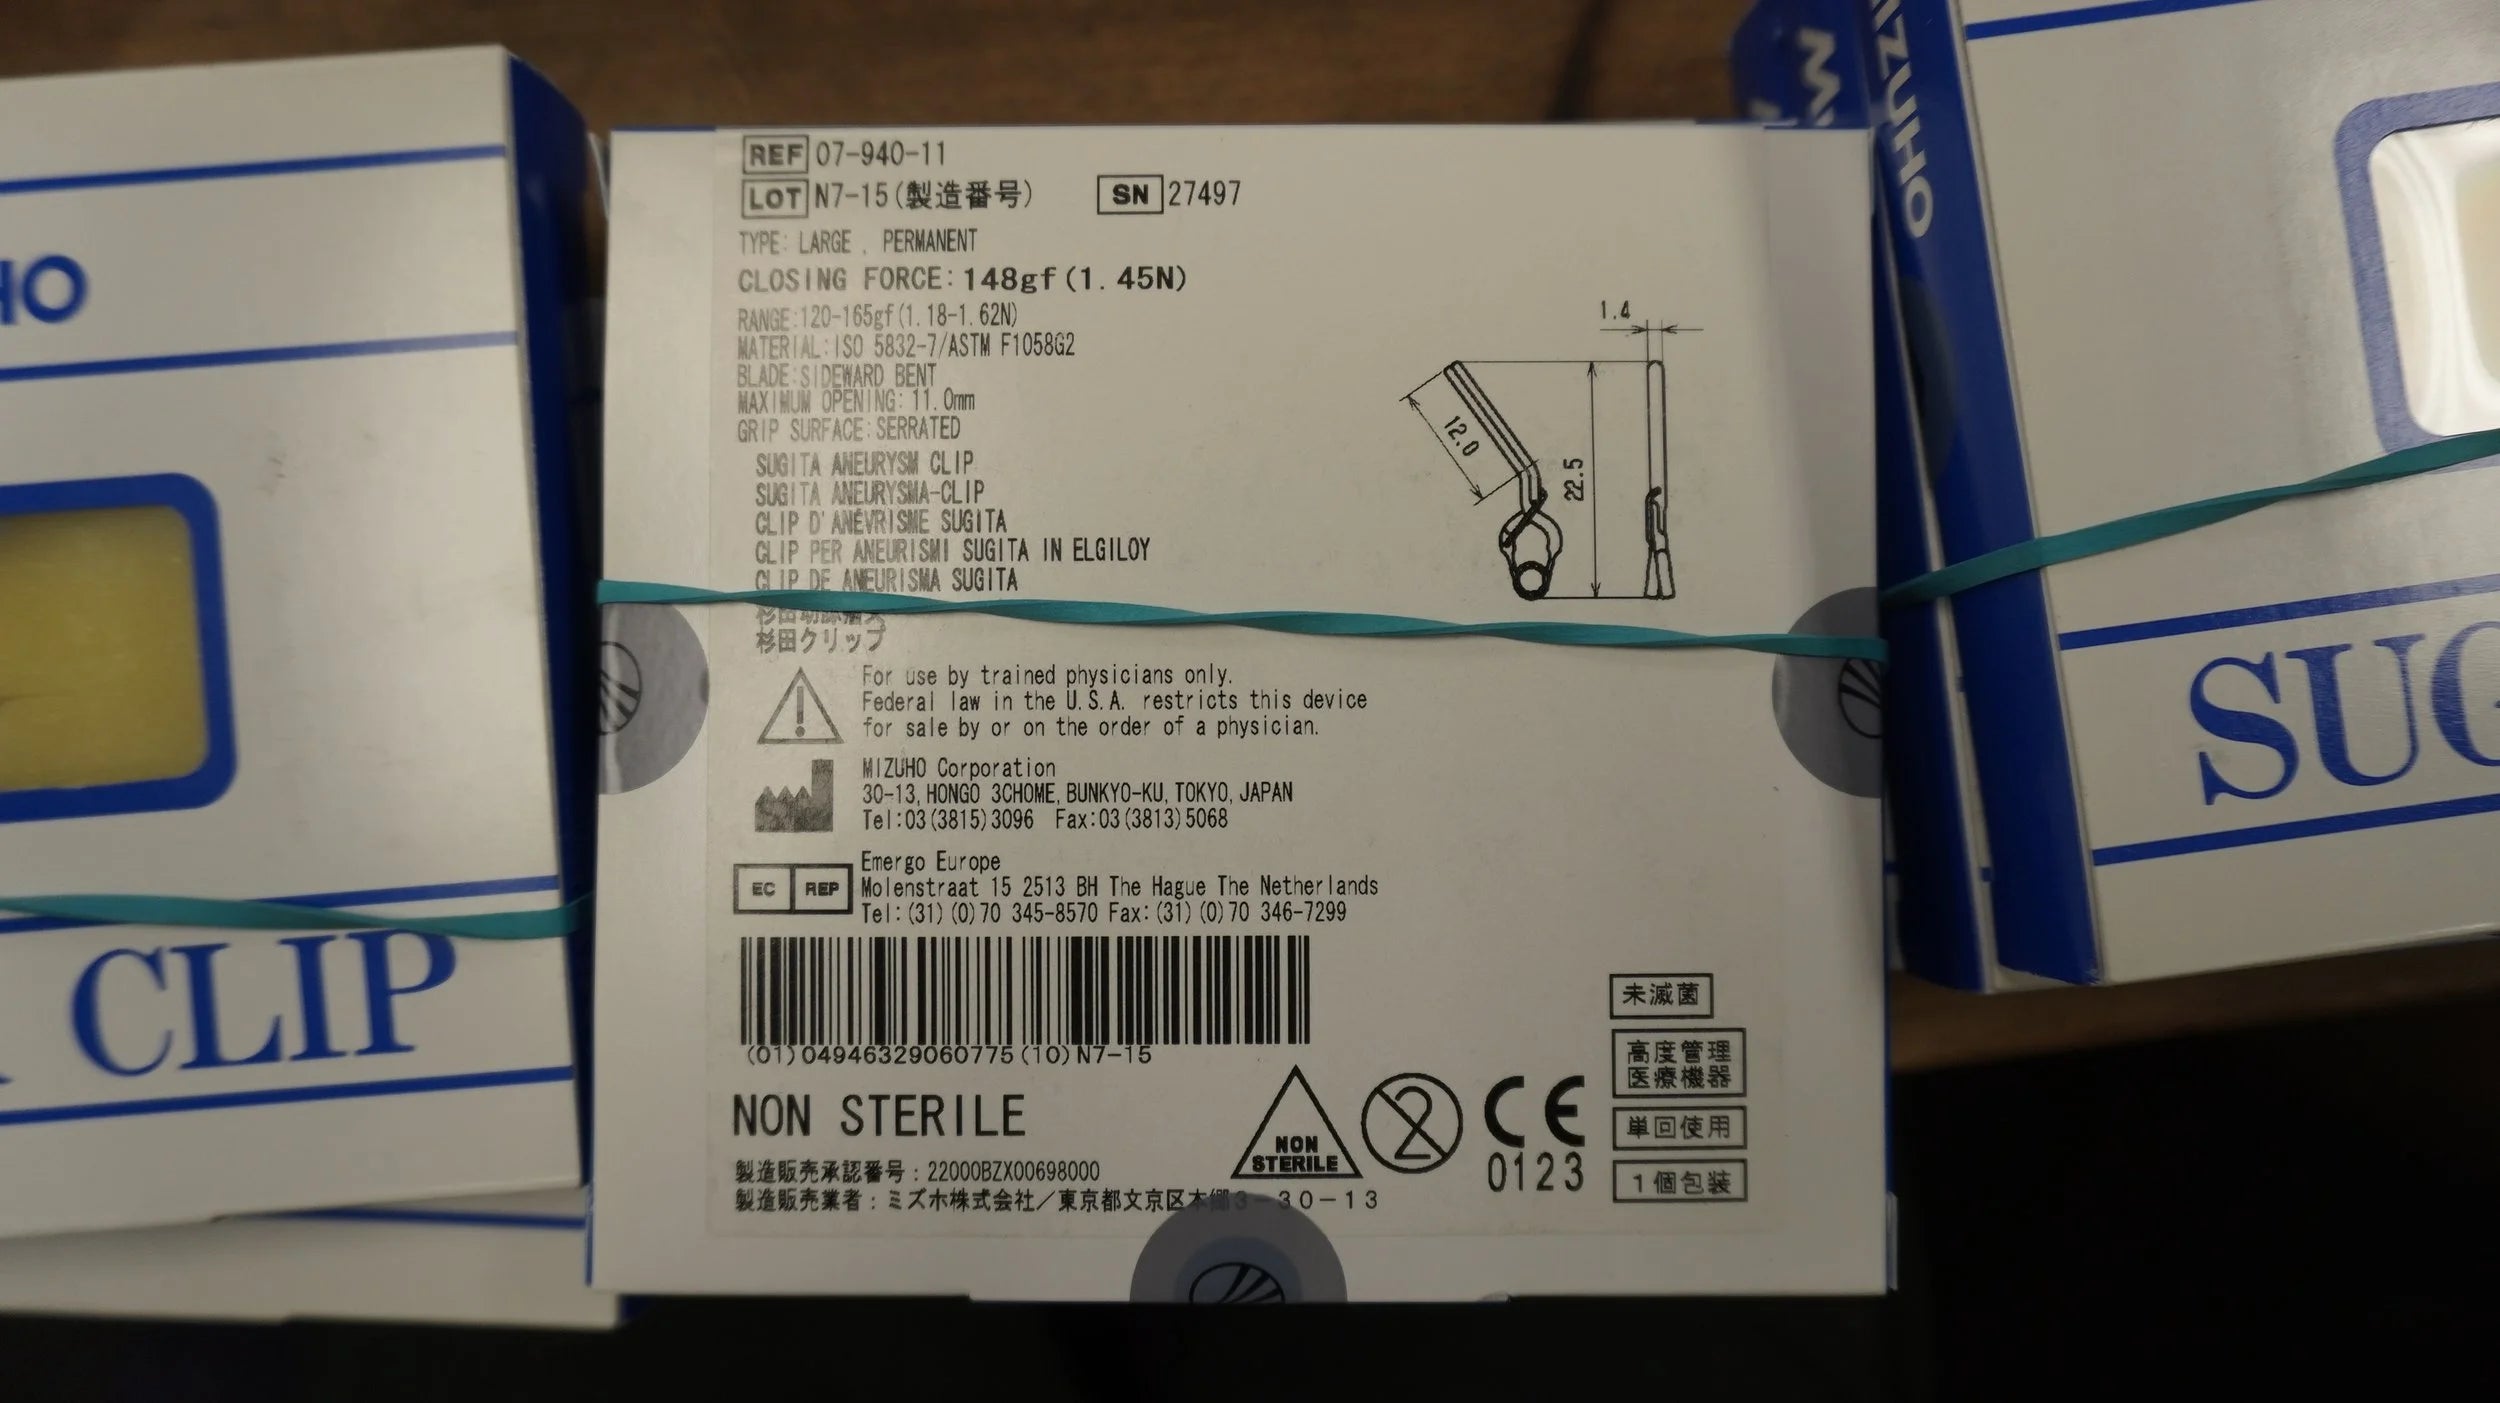 REF 07-940-11
LOT N7-15(製造番号) SN 27497
TYPE: LARGE , PERMANENT
CLOSING FORCE: 148gf(1.45N)
RANGE:120-165gf(1.18-1.62N)
MATERIAL:ISO 5832-7/ASTM F1058G2
BLADE:SIDEWARD BENT
MAXIMUM OPENING: 11.0mm
GRIP SURFACE:SERRATED
SUGITA ANEURYSM CLIP
SUGITA ANEURYSMA-CLIP
CLIP D'ANÉVRISME SUGITA
CLIP PER ANEURISMI SUGITA IN ELGILOY
CLIP DE ANEURISMA SUGITA
杉田クリップ
1.4
12.0
22.5
For use by trained physicians only.
Federal law in the U.S.A. restricts this device
for sale by or on the order of a physician.
MIZUHO Corporation
30-13,HONGO 3CHOME,BUNKYO-KU,TOKYO,JAPAN
Tel:03(3815)3096 Fax:03(3813)5068
EC REP
Emergo Europe
Molenstraat 15 2513 BH The Hague The Netherlands
Tel:(31)(0)70 345-8570 Fax:(31)(0)70 346-7299
(01)04946329060775(10)N7-15
NON STERILE
NON
STERILE
2
CE
0123
未滅菌
高度管理
医療機器
単回使用
1個包装
製造販売承認番号:22000BZX00698000
製造販売業者:ミズホ株式会社/東京都文京区本郷3-30-13
HO
CLIP
MIZUHO
SUG